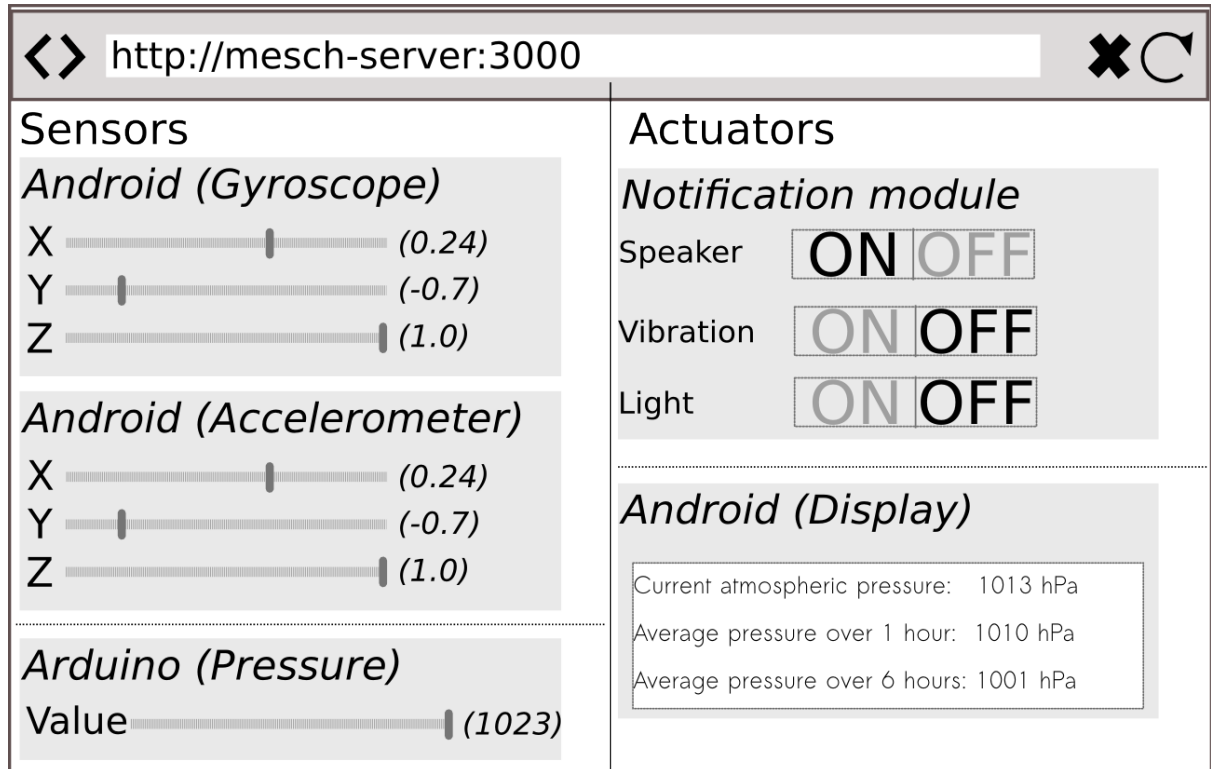 http://mesch-server:3000
Sensors
Android (Gyroscope)
X (0.24)
Y (-0.7)
Z (1.0)
Android (Accelerometer)
X (0.24)
Y (-0.7)
Z (1.0)
Arduino (Pressure)
Value (1023)
Actuators
Notification module
Speaker ON OFF
Vibration ON OFF
Light ON OFF
Android (Display)
Current atmospheric pressure: 1013 hPa
Average pressure over 1 hour: 1010 hPa
Average pressure over 6 hours: 1001 hPa